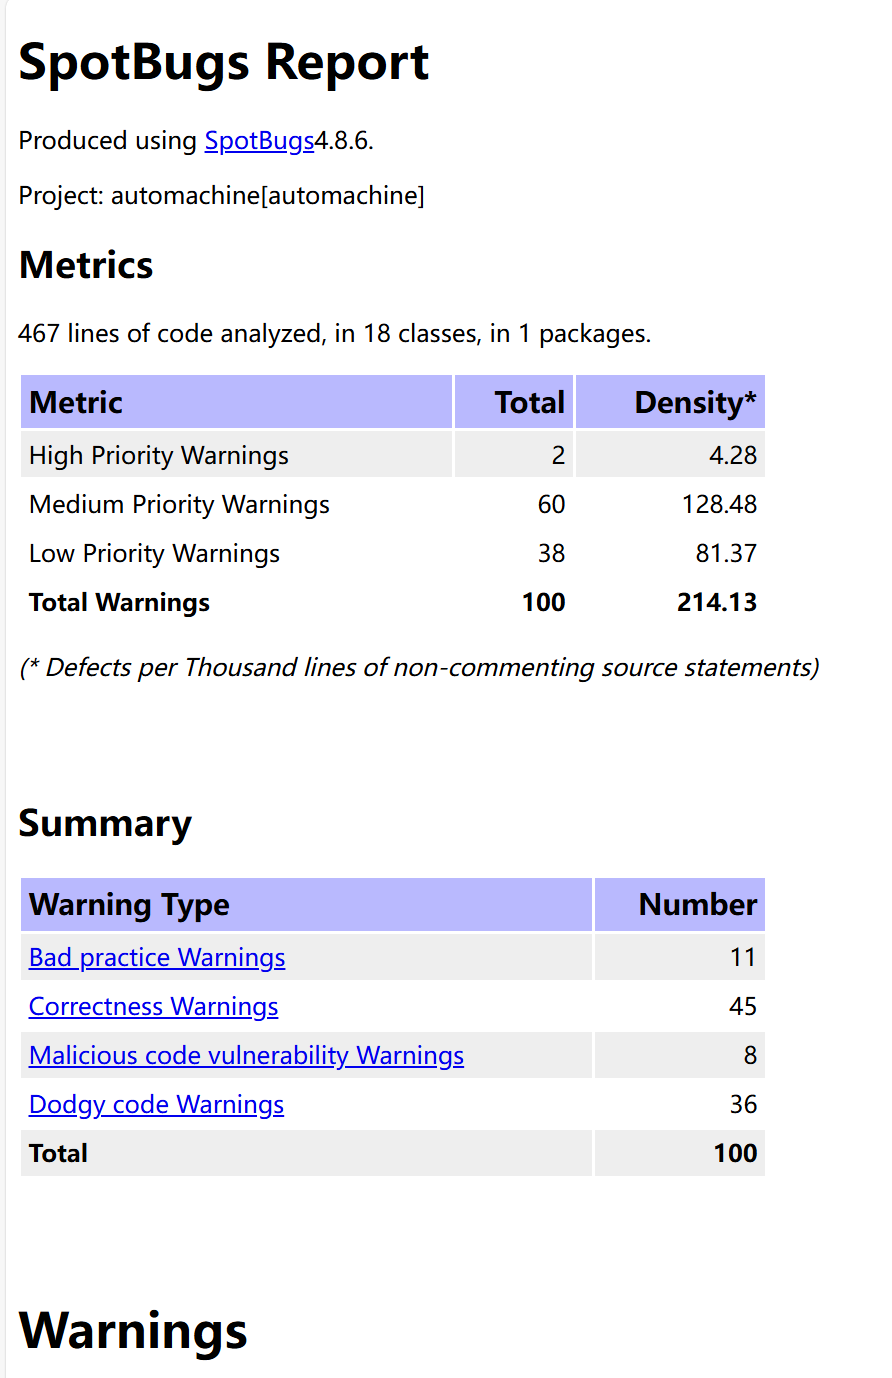 SpotBugs Report
Produced using SpotBugs4.8.6.
Project: automachine[automachine]
Metrics
467 lines of code analyzed, in 18 classes, in 1 packages.
Metric Total Density*
High Priority Warnings 2 4.28
Medium Priority Warnings 60 128.48
Low Priority Warnings 38 81.37
Total Warnings 100 214.13
(* Defects per Thousand lines of non-commenting source statements)
Summary
Warning Type Number
Bad practice Warnings 11
Correctness Warnings 45
Malicious code vulnerability Warnings 8
Dodgy code Warnings 36
Total 100
Warnings